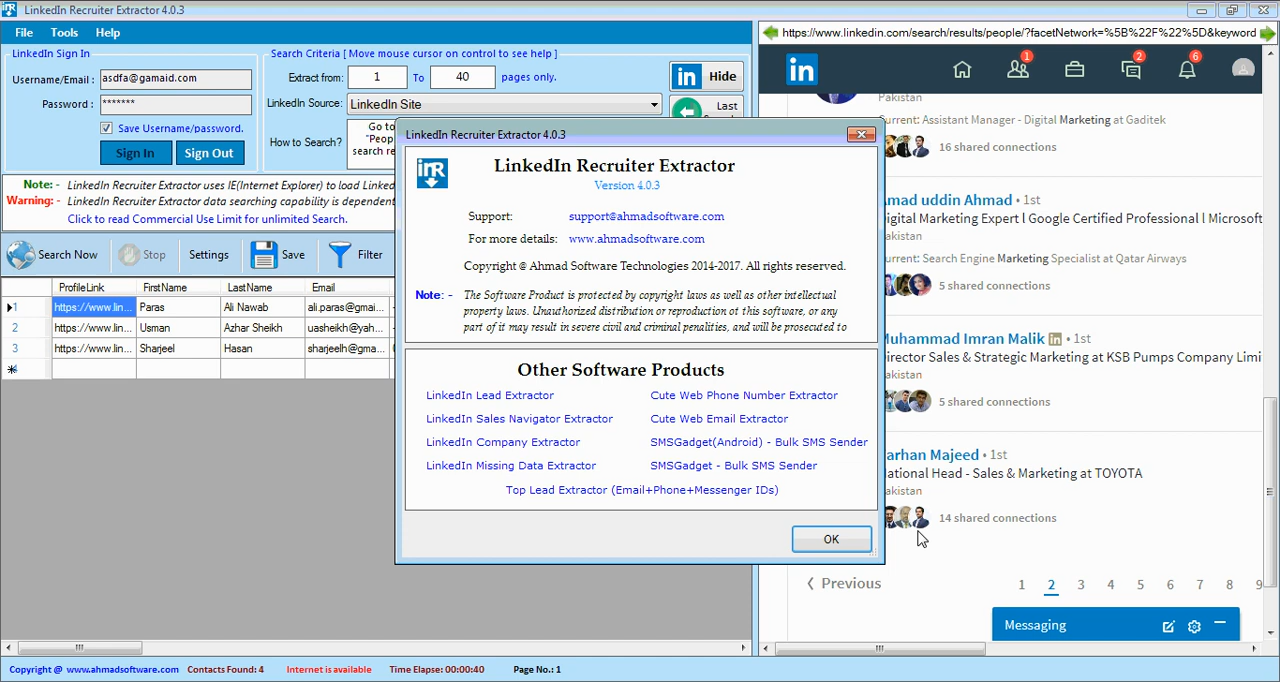 LinkedIn Recruiter Extractor 4.0.3
File Tools Help
LinkedIn Sign In
Username/Email : asdfa@gamaid.com
Password : *******
Save Username/password.
Sign In Sign Out
Search Criteria [ Move mouse cursor on control to see help ]
Extract from: 1 To 40 pages only.
LinkedIn Source: LinkedIn Site
How to Search?
Go to
"Peop
search re
in Hide
Last
Note: - LinkedIn Recruiter Extractor uses IE(Internet Explorer) to load Linked
Warning: - LinkedIn Recruiter Extractor data searching capability is dependent
Click to read Commercial Use Limit for unlimited Search.
Search Now Stop Settings Save Filter
ProfileLink FirstName LastName Email
1 https://www.lin... Paras Ali Nawab ali.paras@gmai...
2 https://www.lin... Usman Azhar Sheikh uasheikh@yah...
3 https://www.lin... Sharjeel Hasan sharjeelh@gma...
Copyright @ www.ahmadsoftware.com Contacts Found: 4 Internet is available Time Elapse: 00:00:40 Page No.: 1
LinkedIn Recruiter Extractor 4.0.3
inR
LinkedIn Recruiter Extractor
Version 4.0.3
Support: support@ahmadsoftware.com
For more details: www.ahmadsoftware.com
Copyright @ Ahmad Software Technologies 2014-2017. All rights reserved.
Note: - The Software Product is protected by copyright laws as well as other intellectual
property laws. Unauthorized distribution or reproduction of this software, or any
part of it may result in severe civil and criminal penalities, and will be prosecuted to
Other Software Products
LinkedIn Lead Extractor Cute Web Phone Number Extractor
LinkedIn Sales Navigator Extractor Cute Web Email Extractor
LinkedIn Company Extractor SMSGadget(Android) - Bulk SMS Sender
LinkedIn Missing Data Extractor SMSGadget - Bulk SMS Sender
Top Lead Extractor (Email+Phone+Messenger IDs)
OK
https://www.linkedin.com/search/results/people/?facetNetwork=%5B%22F%22%5D&keyword
in 1 2 6
Pakistan
Current: Assistant Manager - Digital Marketing at Gaditek
16 shared connections
mad uddin Ahmad • 1st
igital Marketing Expert l Google Certified Professional l Microsoft
akistan
urrent: Search Engine Marketing Specialist at Qatar Airways
5 shared connections
Muhammad Imran Malik in • 1st
irector Sales & Strategic Marketing at KSB Pumps Company Limi
akistan
5 shared connections
arhan Majeed • 1st
ational Head - Sales & Marketing at TOYOTA
akistan
14 shared connections
Previous 1 2 3 4 5 6 7 8 9
Messaging